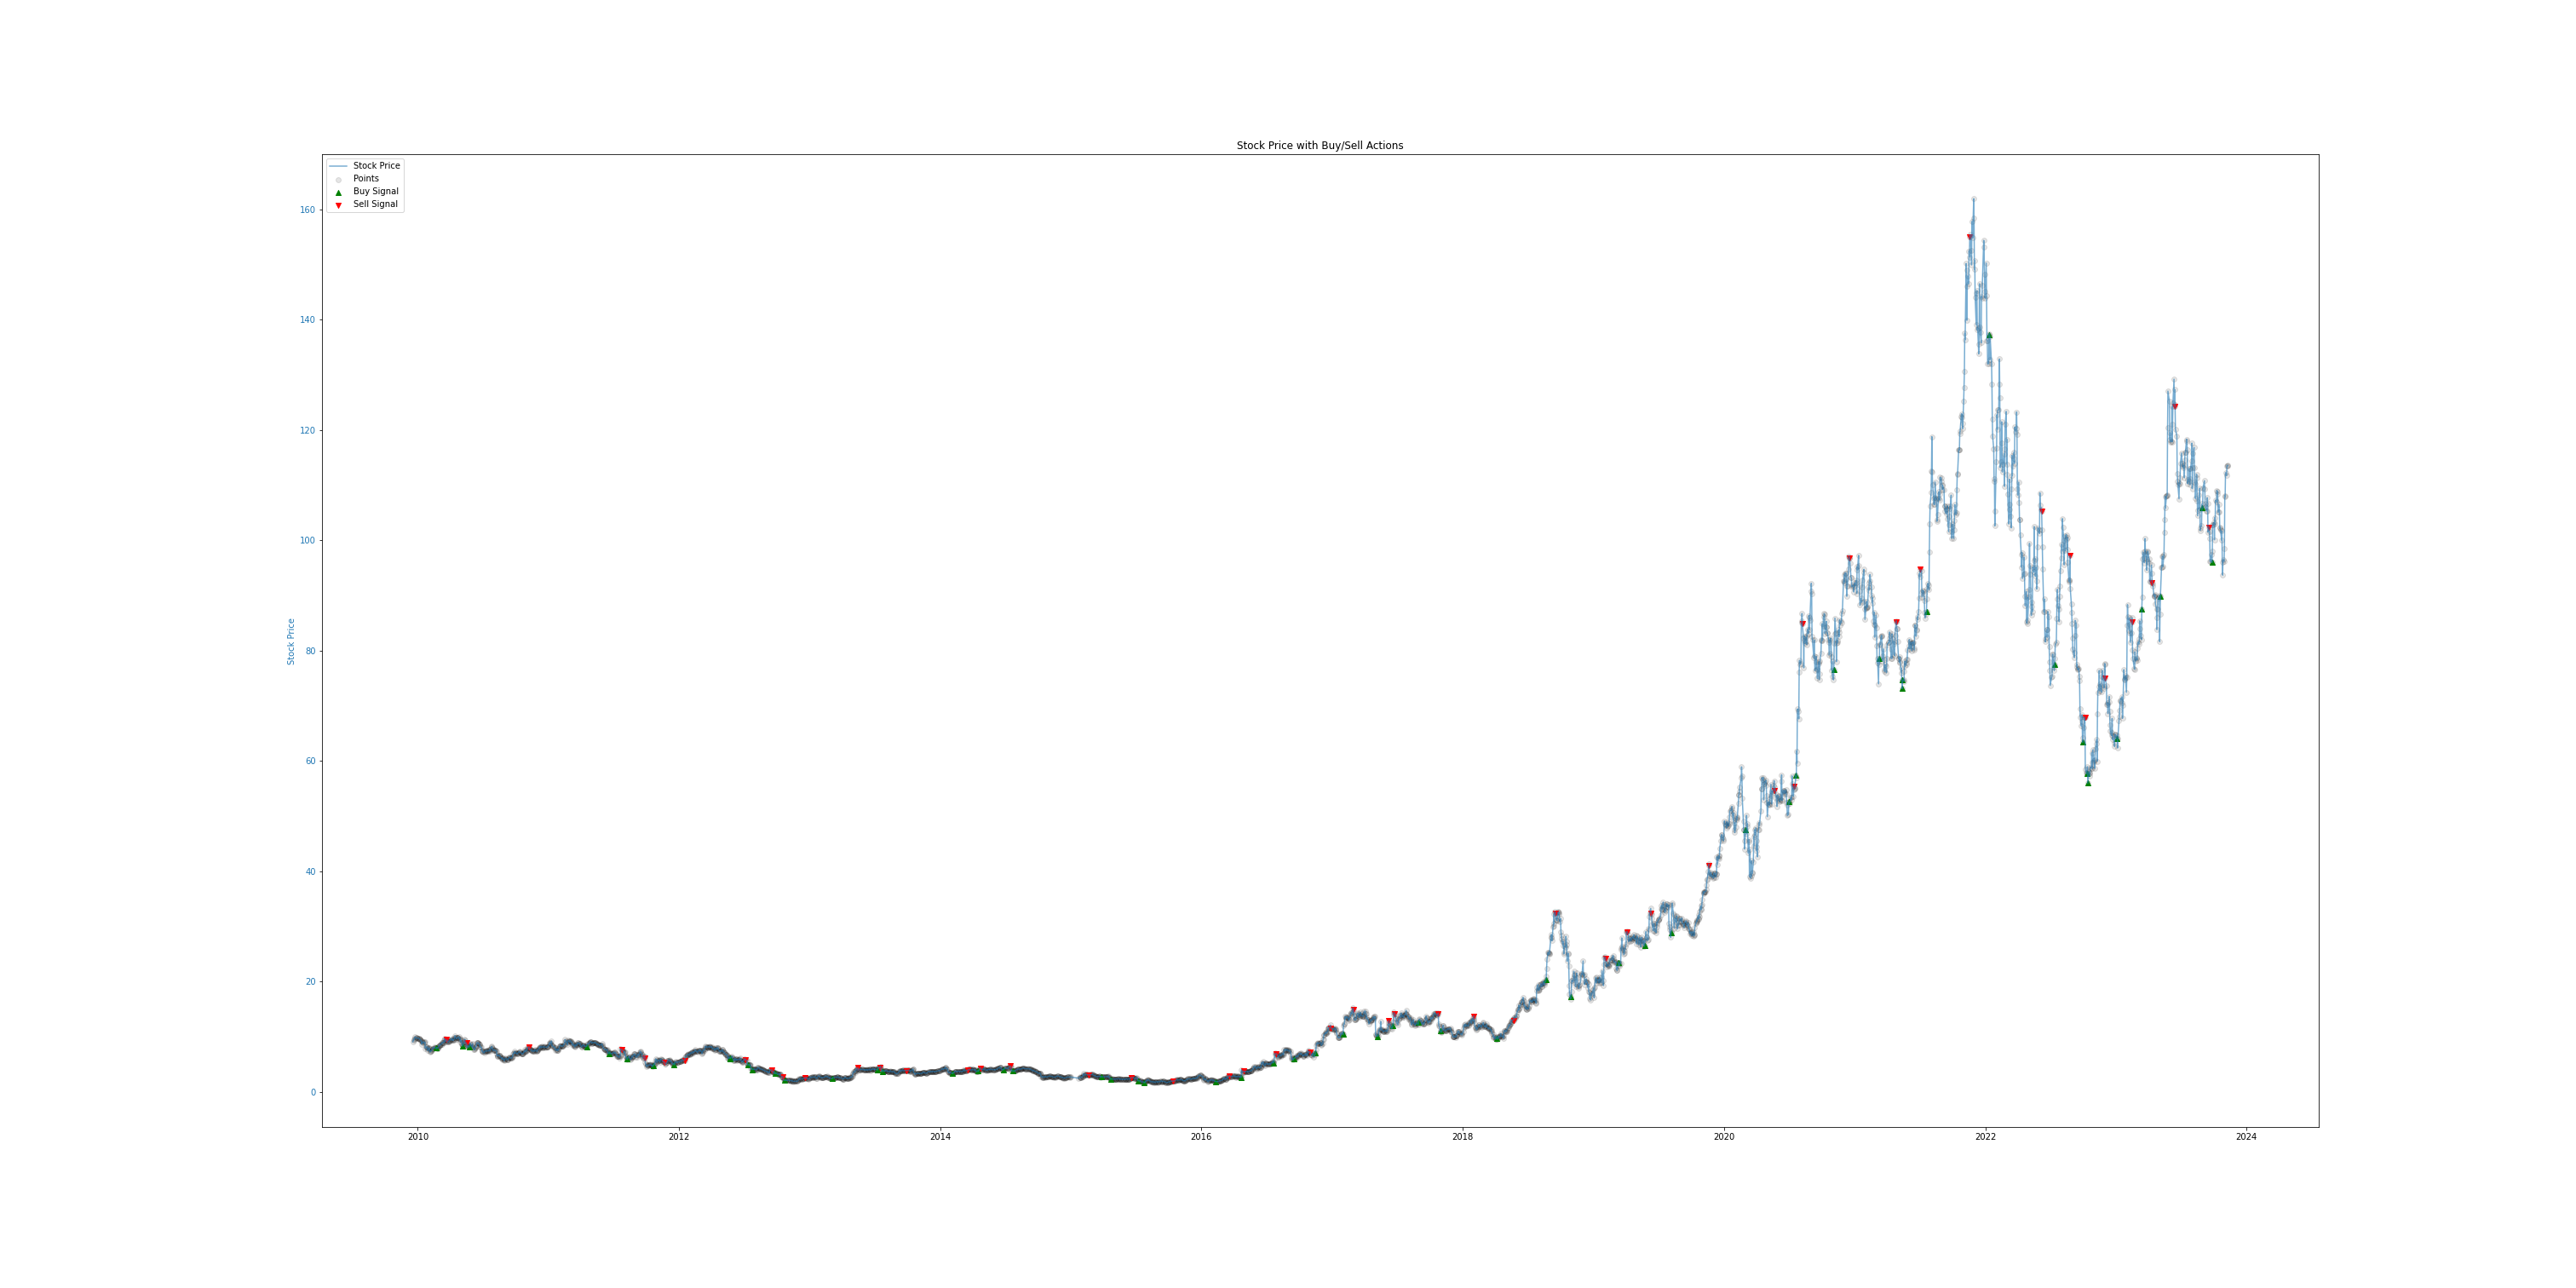 Stock Price with Buy/Sell Actions
Stock Price
Points
Buy Signal
Sell Signal
160
140
120
100
80
60
40
20
0
Stock Price
2010 2012 2014 2016 2018 2020 2022 2024